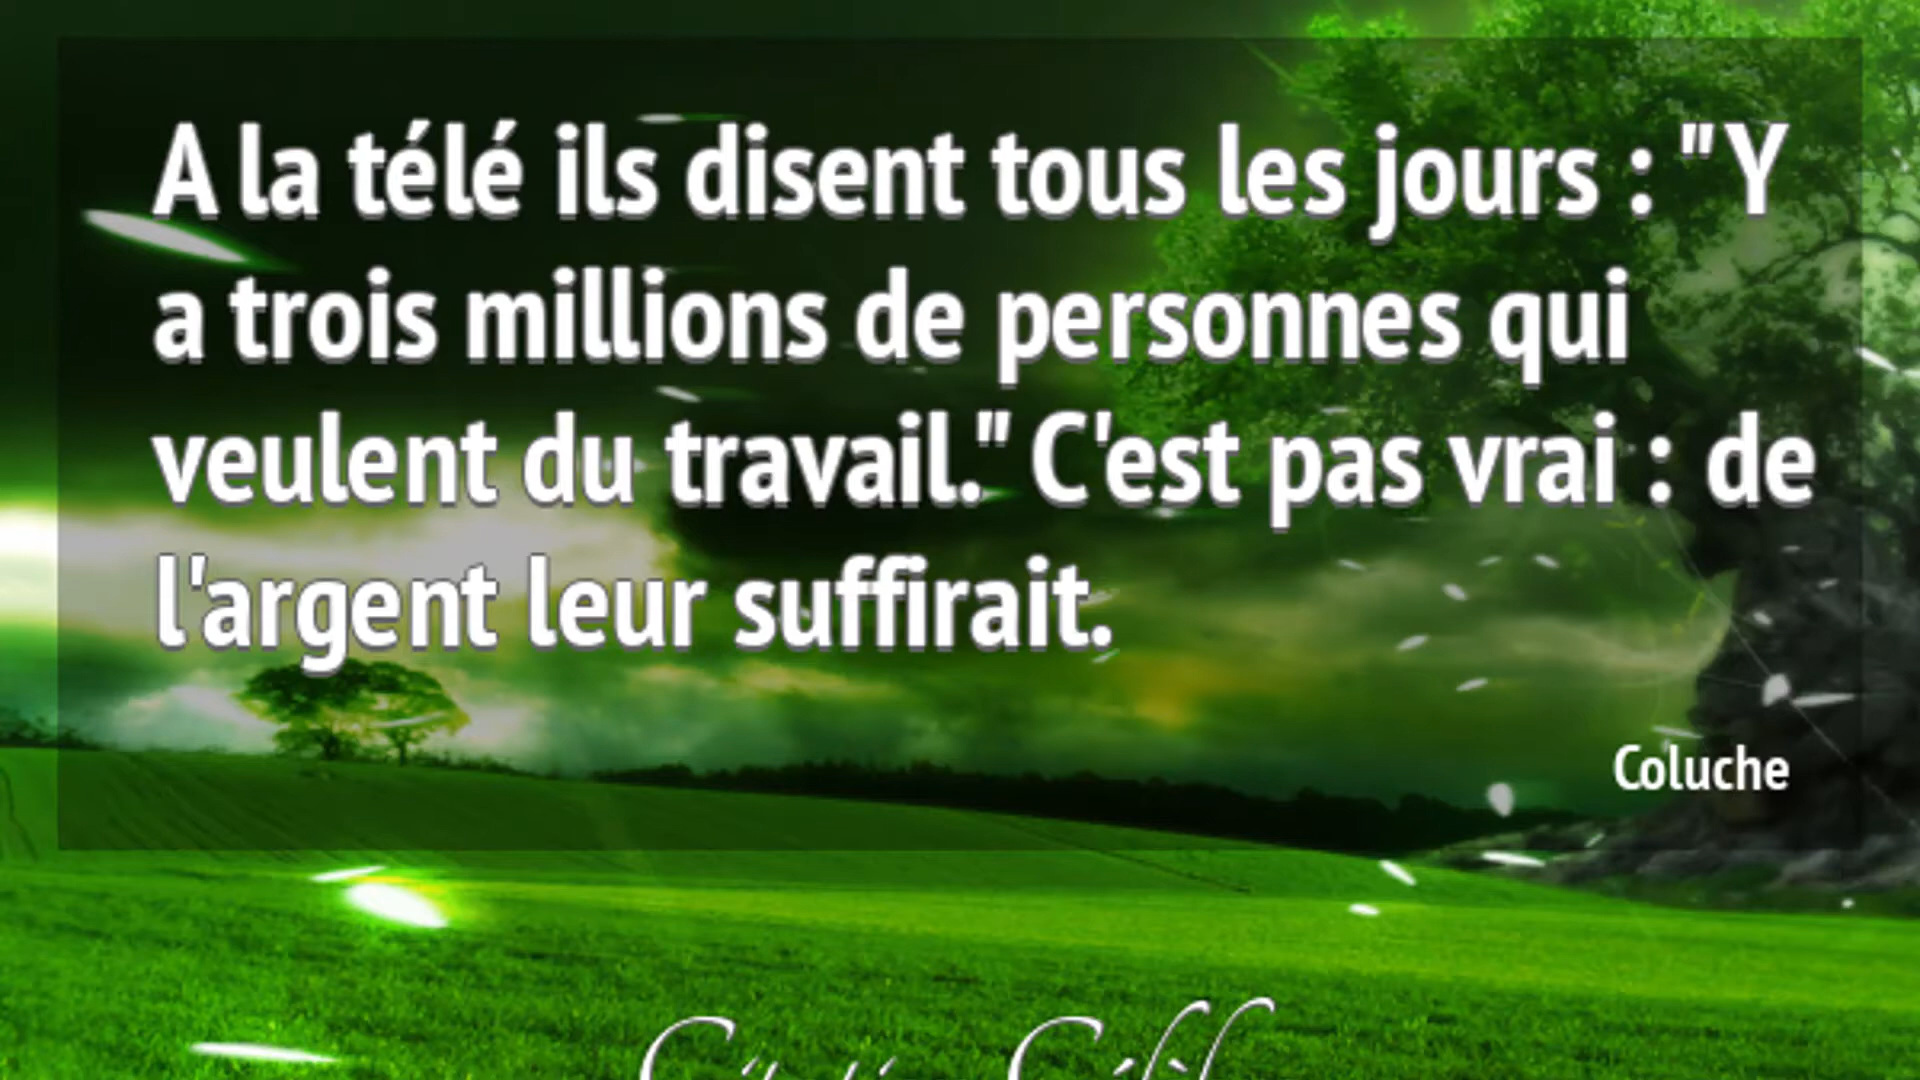 A la télé ils disent tous les jours : " Y
a trois millions de personnes qui
veulent du travail." C'est pas vrai : de
l'argent leur suffirait.
Coluche